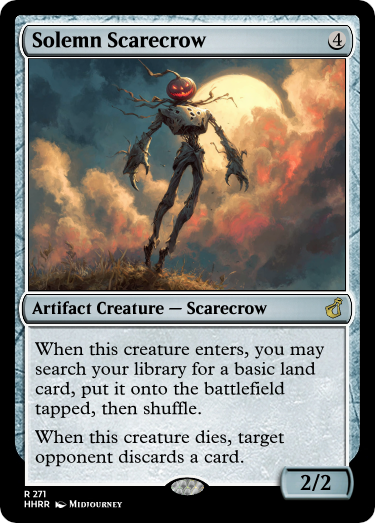 Solemn Scarecrow 4
Artifact Creature — Scarecrow
When this creature enters, you may
search your library for a basic land
card, put it onto the battlefield
tapped, then shuffle.
When this creature dies, target
opponent discards a card.
2/2
R 271
HHRR Midjourney